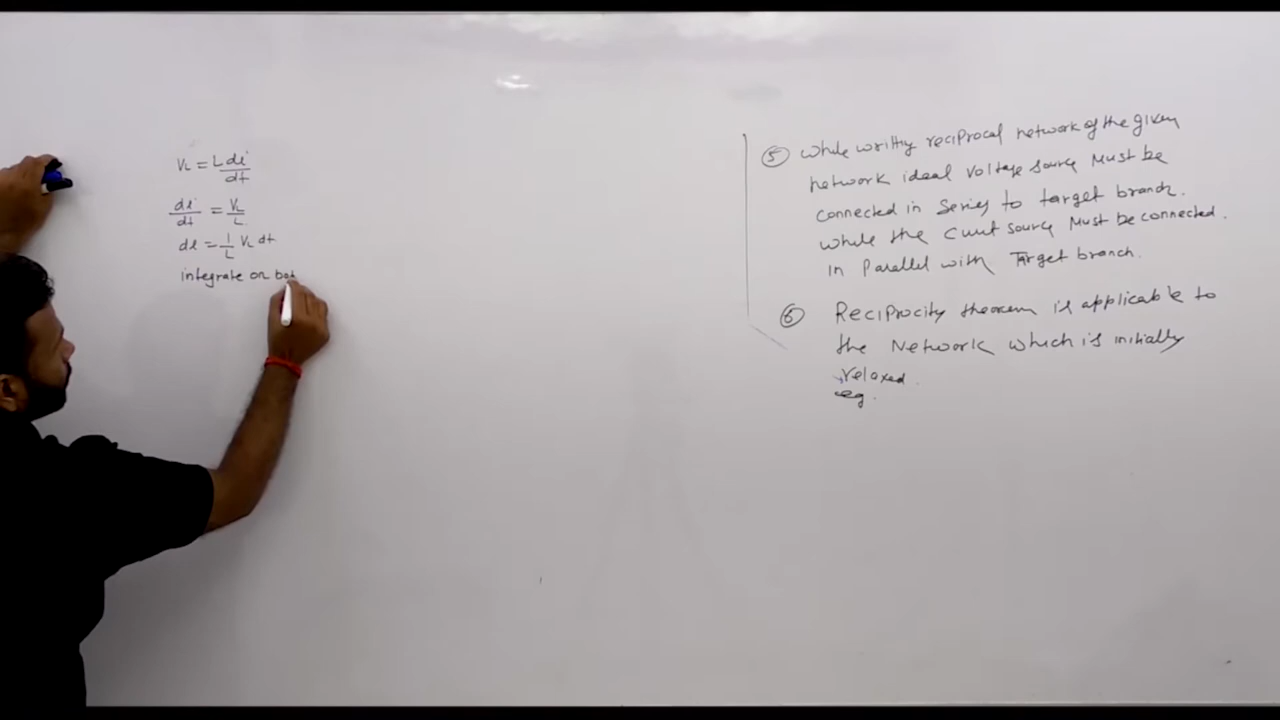 VL = L di/dt
di/dt = VL/L
di = 1/L VL dt
integrate on bot
⑤ while writing reciprocal network of the given
network ideal voltage source Must be
connected in series to target branch.
while the source Must be connected.
in Parallel with Target branch.
⑥ Reciprocity theorem is applicable to
the Network which is initially
relaxed.
eg.